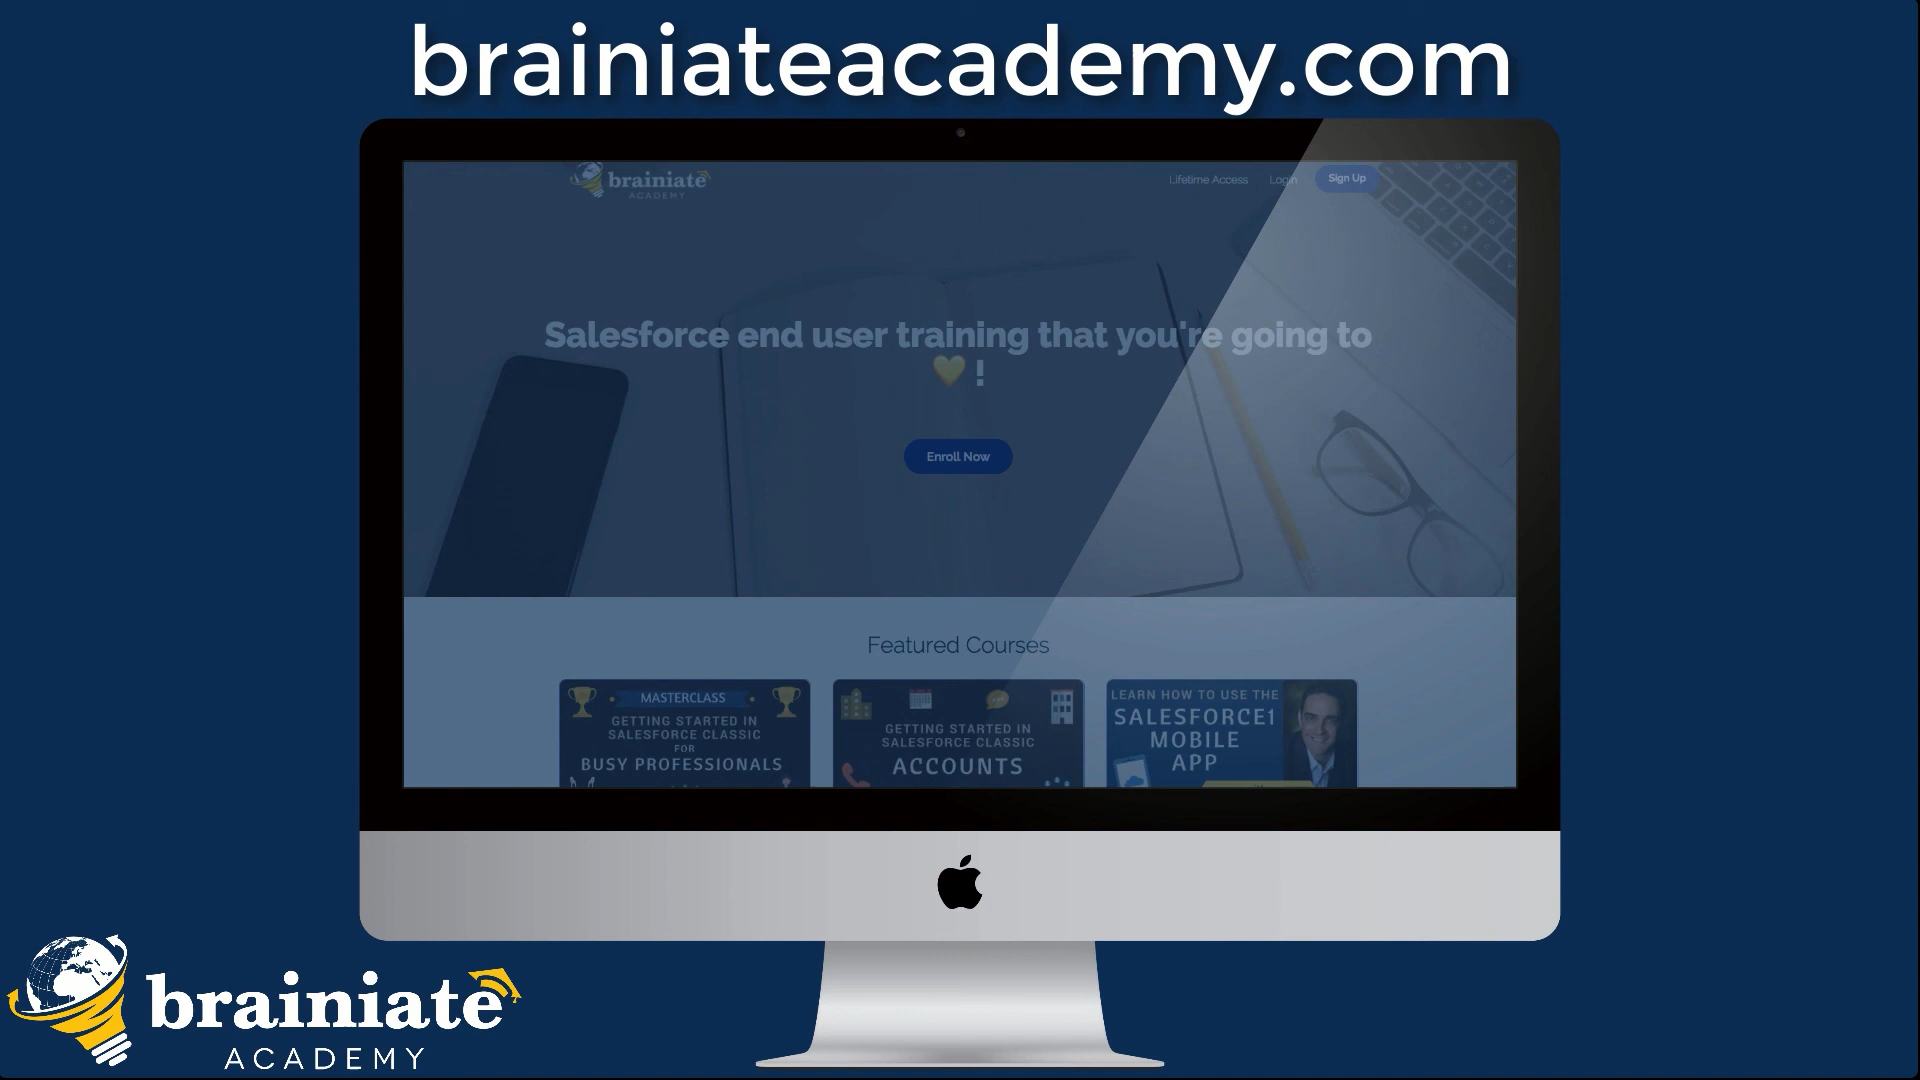 brainiateacademy.com
brainiate
ACADEMY
Lifetime Access
Login
Sign Up
Salesforce end user training that you're going to
💛 !
Enroll Now
Featured Courses
MASTERCLASS
GETTING STARTED IN
SALESFORCE CLASSIC
FOR
BUSY PROFESSIONALS
GETTING STARTED IN
SALESFORCE CLASSIC
ACCOUNTS
LEARN HOW TO USE THE
SALESFORCE1
MOBILE
APP
brainiate
ACADEMY